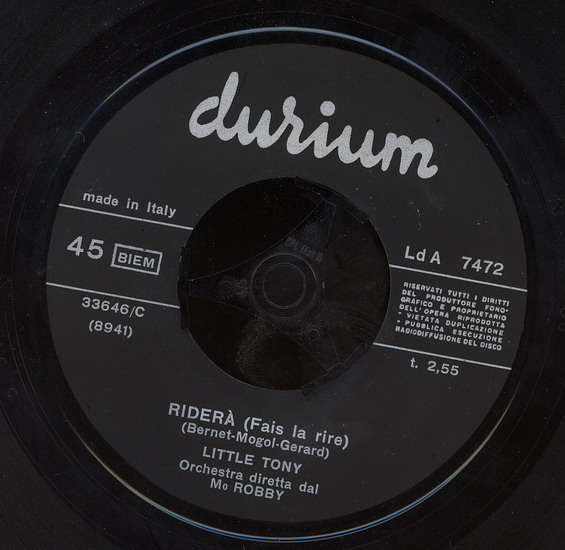 durium
made in Italy
45 BIEM
33646/C
(8941)
Ld A 7472
RISERVATI TUTTI I DIRITTI
DEL PRODUTTORE FONO-
GRAFICO E PROPRIETARIO
DELL'OPERA RIPRODOTTA
- VIETATA DUPLICAZIONE
- PUBBLICA ESECUZIONE
RADIODIFFUSIONE DEL DISCO
t. 2,55
RIDERÀ (Fais la rire)
(Bernet-Mogol-Gerard)
LITTLE TONY
Orchestra diretta dal
Mo ROBBY